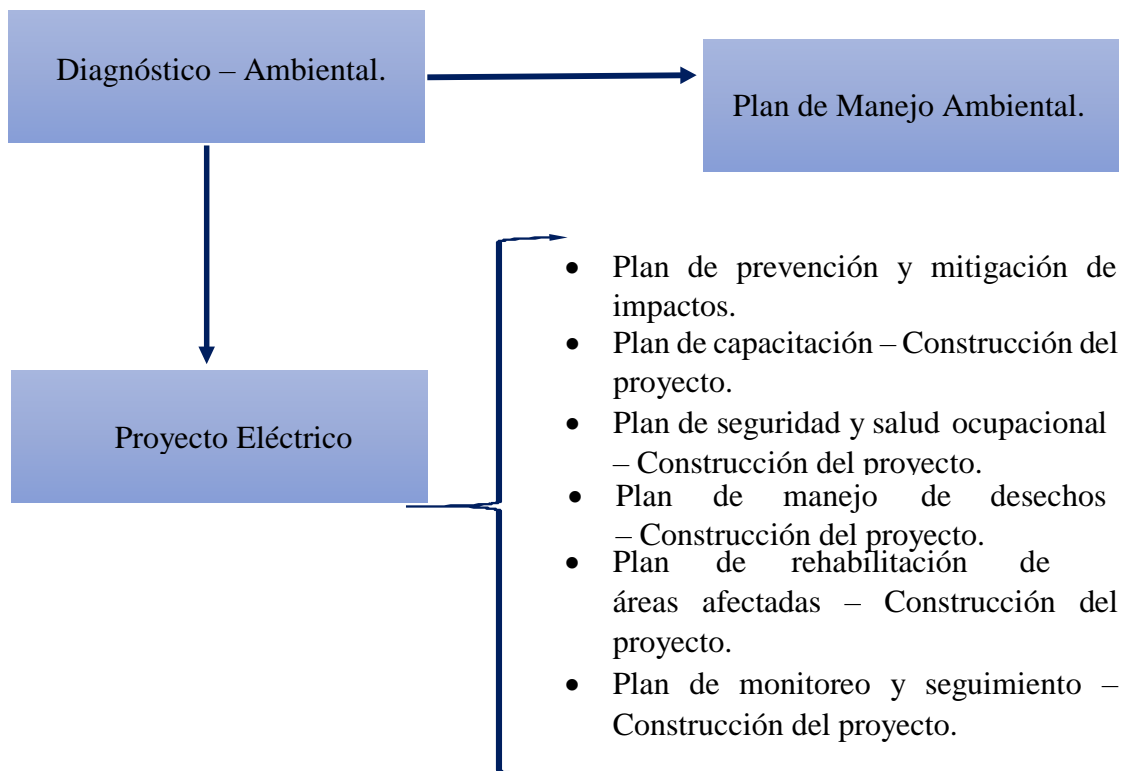 Diagnóstico – Ambiental.
Plan de Manejo Ambiental.
Proyecto Eléctrico
• Plan de prevención y mitigación de
impactos.
• Plan de capacitación – Construcción del
proyecto.
• Plan de seguridad y salud ocupacional
– Construcción del proyecto.
• Plan de manejo de desechos
– Construcción del proyecto.
• Plan de rehabilitación de
áreas afectadas – Construcción del
proyecto.
• Plan de monitoreo y seguimiento –
Construcción del proyecto.